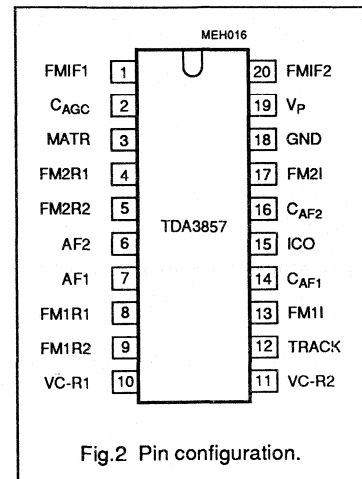 MEH016
FMIF1 1 20 FMIF2
CAGC 2 19 VP
MATR 3 18 GND
FM2R1 4 17 FM2I
FM2R2 5 16 CAF2
TDA3857
AF2 6 15 ICO
AF1 7 14 CAF1
FM1R1 8 13 FM1I
FM1R2 9 12 TRACK
VC-R1 10 11 VC-R2
Fig.2 Pin configuration.